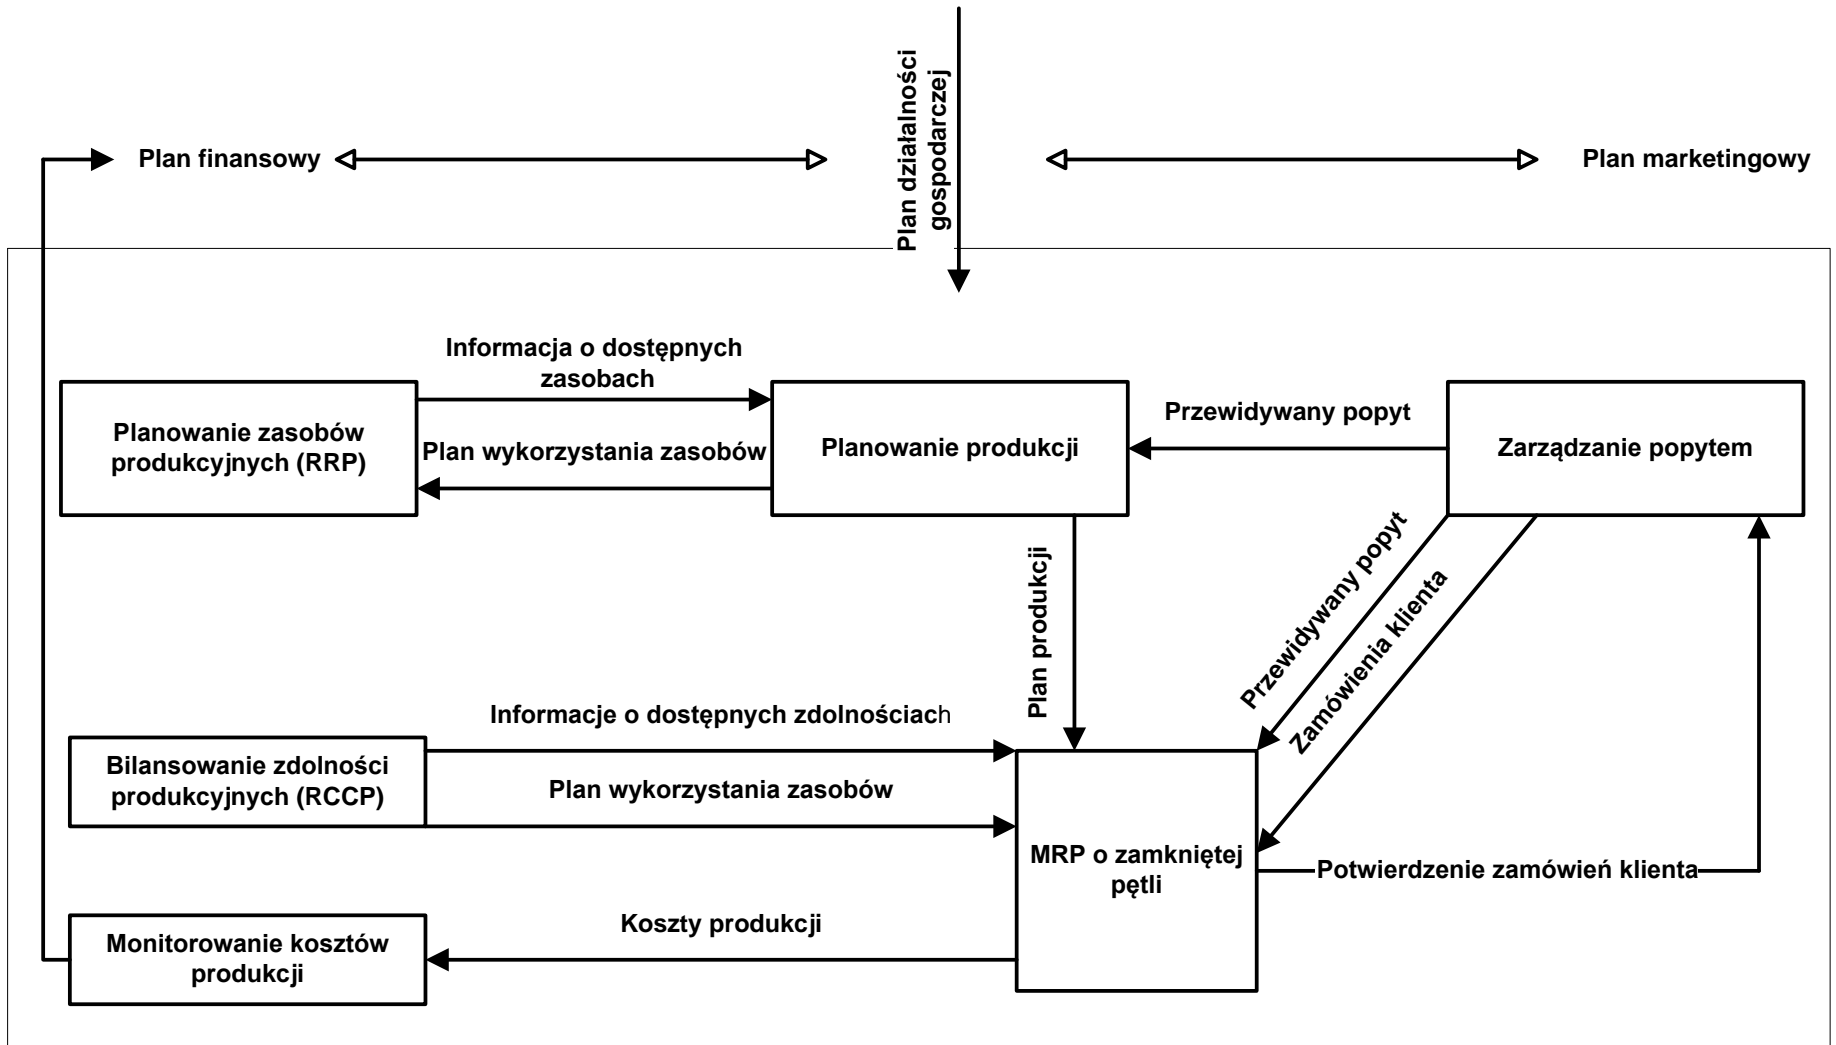 Plan działalności
gospodarczej
Plan finansowy
Plan marketingowy
Informacja o dostępnych
zasobach
Planowanie zasobów
produkcyjnych (RRP)
Plan wykorzystania zasobów
Planowanie produkcji
Przewidywany popyt
Zarządzanie popytem
Plan produkcji
Przewidywany popyt
Zamówienia klienta
Informacje o dostępnych zdolnościach
Bilansowanie zdolności
produkcyjnych (RCCP)
Plan wykorzystania zasobów
MRP o zamkniętej
pętli
Potwierdzenie zamówień klienta
Koszty produkcji
Monitorowanie kosztów
produkcji